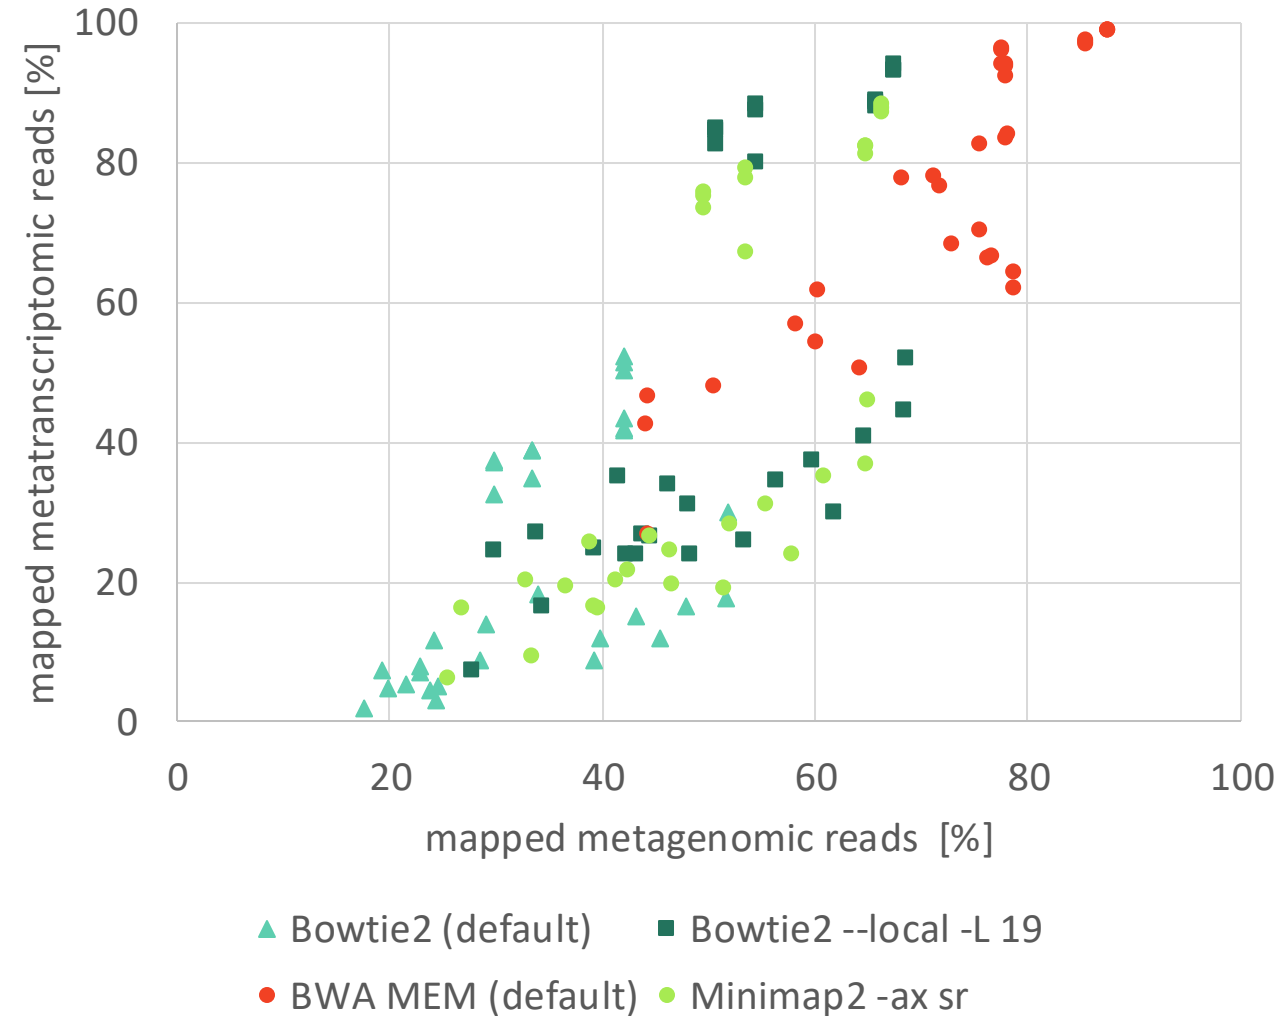 mapped metatranscriptomic reads [%]
100
80
60
40
20
0
0 20 40 60 80 100
mapped metagenomic reads [%]
Bowtie2 (default) Bowtie2 --local -L 19
BWA MEM (default) Minimap2 -ax sr